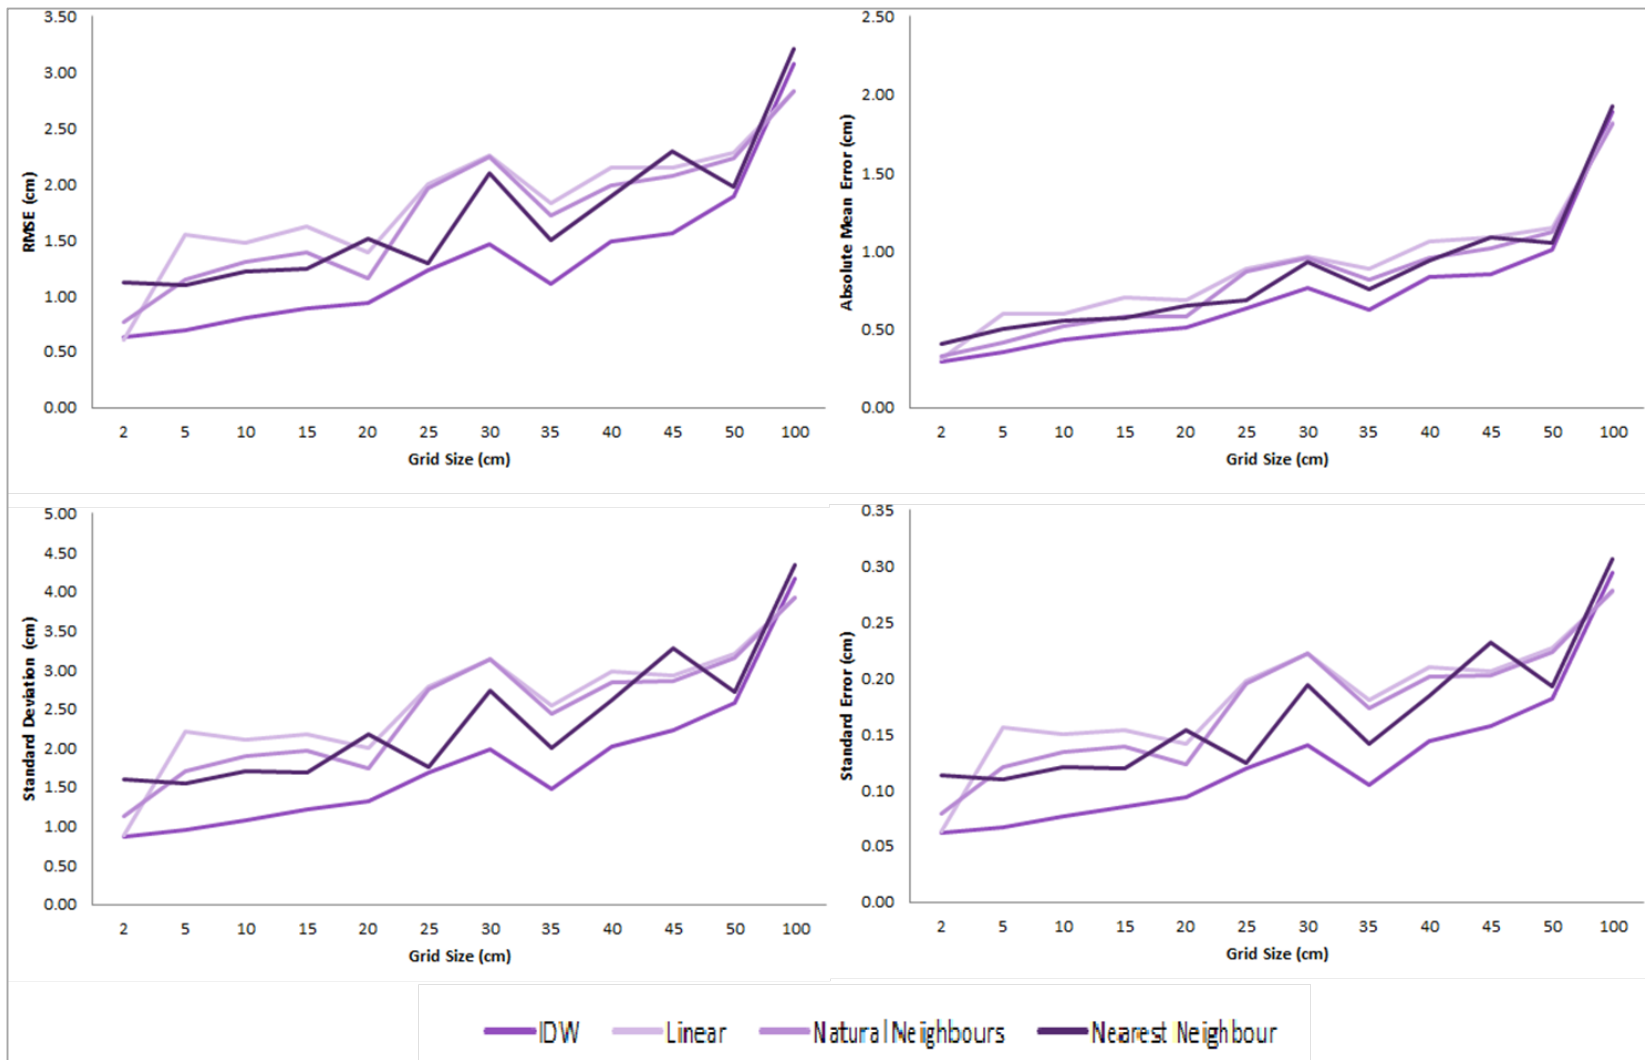 3.50
3.00
2.50
2.00
1.50
1.00
0.50
0.00
RMSE (cm)
2 5 10 15 20 25 30 35 40 45 50 100
Grid Size (cm)
2.50
2.00
1.50
1.00
0.50
0.00
Absolute Mean Error (cm)
2 5 10 15 20 25 30 35 40 45 50 100
Grid Size (cm)
5.00
4.50
4.00
3.50
3.00
2.50
2.00
1.50
1.00
0.50
0.00
Standard Deviation (cm)
2 5 10 15 20 25 30 35 40 45 50 100
Grid Size (cm)
0.35
0.30
0.25
0.20
0.15
0.10
0.05
0.00
Standard Error (cm)
2 5 10 15 20 25 30 35 40 45 50 100
Grid Size (cm)
IDW Linear Natural Neighbours Nearest Neighbour